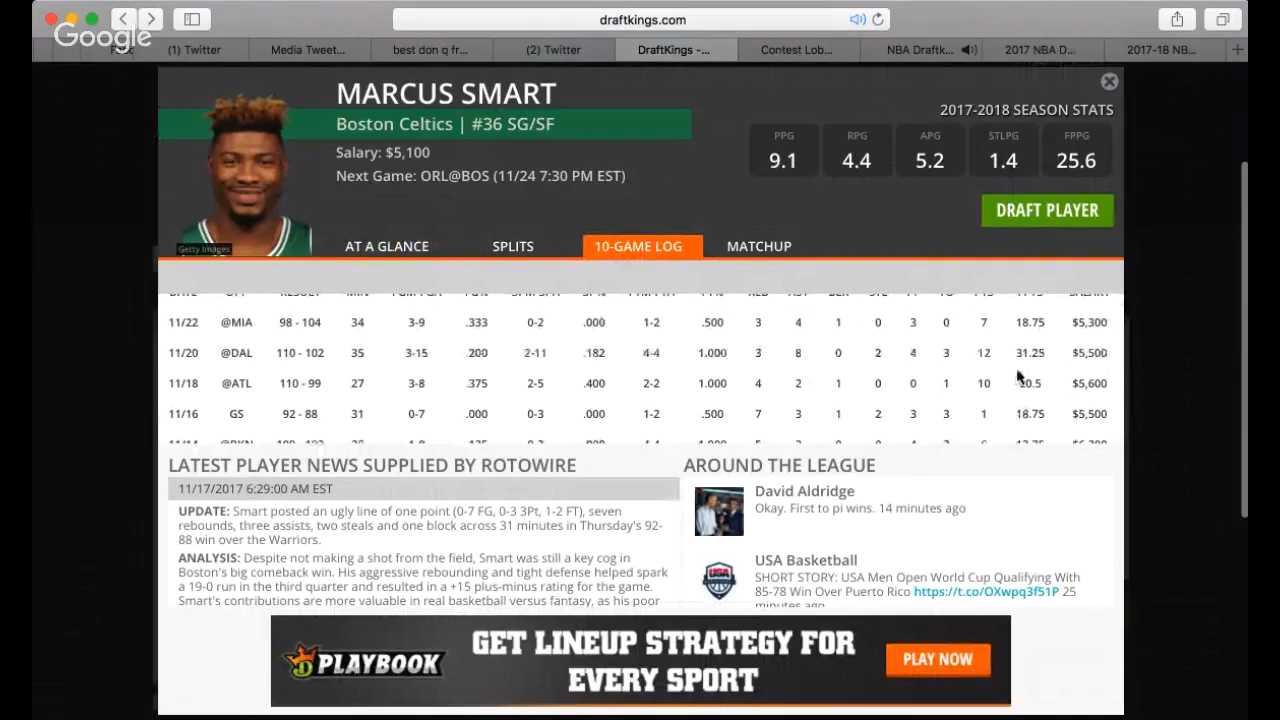 draftkings.com
Google
(1) Twitter
Media Tweet...
best don q fr...
(2) Twitter
DraftKings -...
Contest Lob...
NBA Draftk...
2017 NBA D...
2017-18 NB...
MARCUS SMART
Boston Celtics | #36 SG/SF
Salary: $5,100
Next Game: ORL@BOS (11/24 7:30 PM EST)
2017-2018 SEASON STATS
PPG RPG APG STLPG FPPG
9.1 4.4 5.2 1.4 25.6
DRAFT PLAYER
Getty Images
AT A GLANCE SPLITS 10-GAME LOG MATCHUP
11/22 @MIA 98 - 104 34 3-9 .333 0-2 .000 1-2 .500 3 4 1 0 3 0 7 18.75 $5,300
11/20 @DAL 110 - 102 35 3-15 .200 2-11 .182 4-4 1.000 3 8 0 2 4 3 12 31.25 $5,500
11/18 @ATL 110 - 99 27 3-8 .375 2-5 .400 2-2 1.000 4 2 1 0 0 1 10 $5,600
11/16 GS 92 - 88 31 0-7 .000 0-3 .000 1-2 .500 7 3 1 2 3 3 1 18.75 $5,500
LATEST PLAYER NEWS SUPPLIED BY ROTOWIRE
11/17/2017 6:29:00 AM EST
UPDATE: Smart posted an ugly line of one point (0-7 FG, 0-3 3Pt, 1-2 FT), seven
rebounds, three assists, two steals and one block across 31 minutes in Thursday's 92-
88 win over the Warriors.
ANALYSIS: Despite not making a shot from the field, Smart was still a key cog in
Boston's big comeback win. His aggressive rebounding and tight defense helped spark
a 19-0 run in the third quarter and resulted in a +15 plus-minus rating for the game.
Smart's contributions are more valuable in real basketball versus fantasy, as his poor
AROUND THE LEAGUE
David Aldridge
Okay. First to pi wins. 14 minutes ago
USA Basketball
SHORT STORY: USA Men Open World Cup Qualifying With
85-78 Win Over Puerto Rico https://t.co/OXwpq3f51P 25
minutes ago
PLAYBOOK
GET LINEUP STRATEGY FOR
EVERY SPORT
PLAY NOW